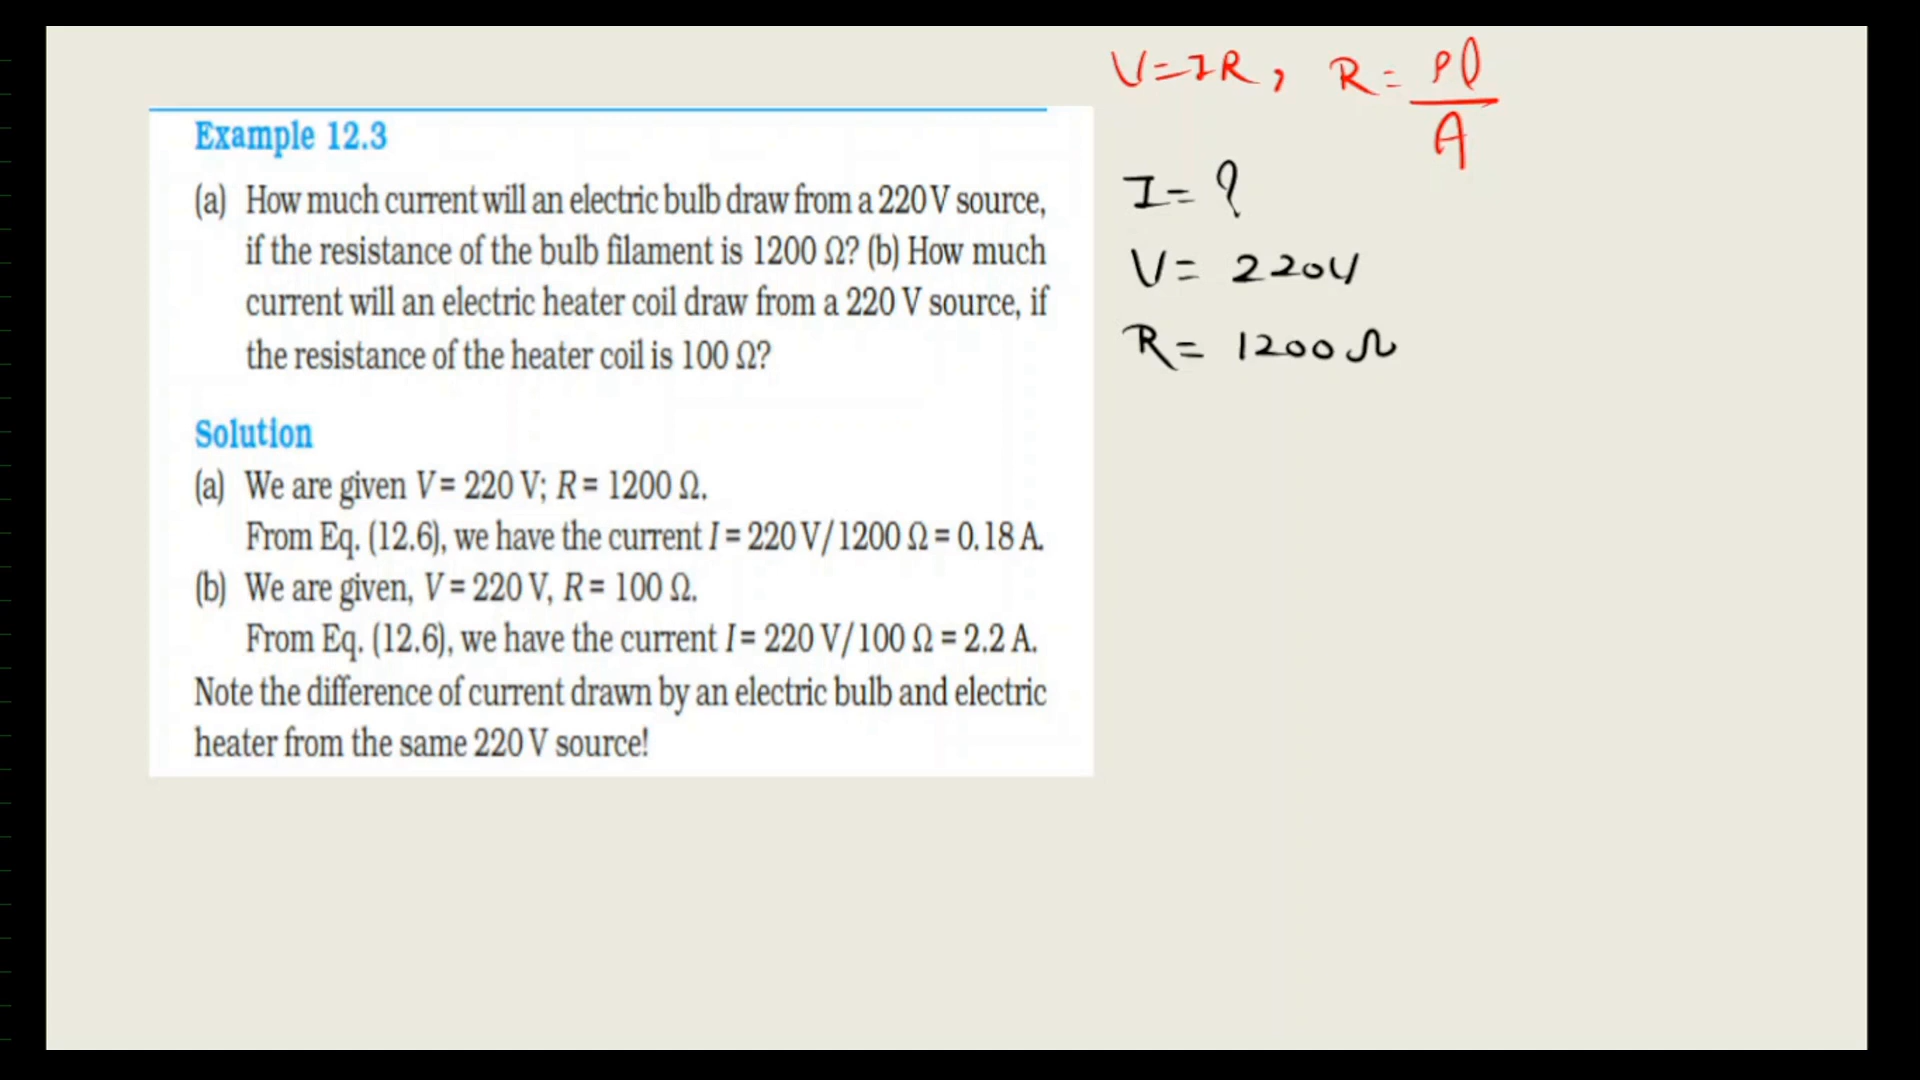 V=IR, R=ρl/A
Example 12.3
(a) How much current will an electric bulb draw from a 220 V source,
if the resistance of the bulb filament is 1200 Ω? (b) How much
current will an electric heater coil draw from a 220 V source, if
the resistance of the heater coil is 100 Ω?
Solution
(a) We are given V = 220 V; R = 1200 Ω.
From Eq. (12.6), we have the current I = 220 V/1200 Ω = 0.18 A.
(b) We are given, V = 220 V, R = 100 Ω.
From Eq. (12.6), we have the current I = 220 V/100 Ω = 2.2 A.
Note the difference of current drawn by an electric bulb and electric
heater from the same 220 V source!
I= ?
V= 220V
R= 1200 Ω